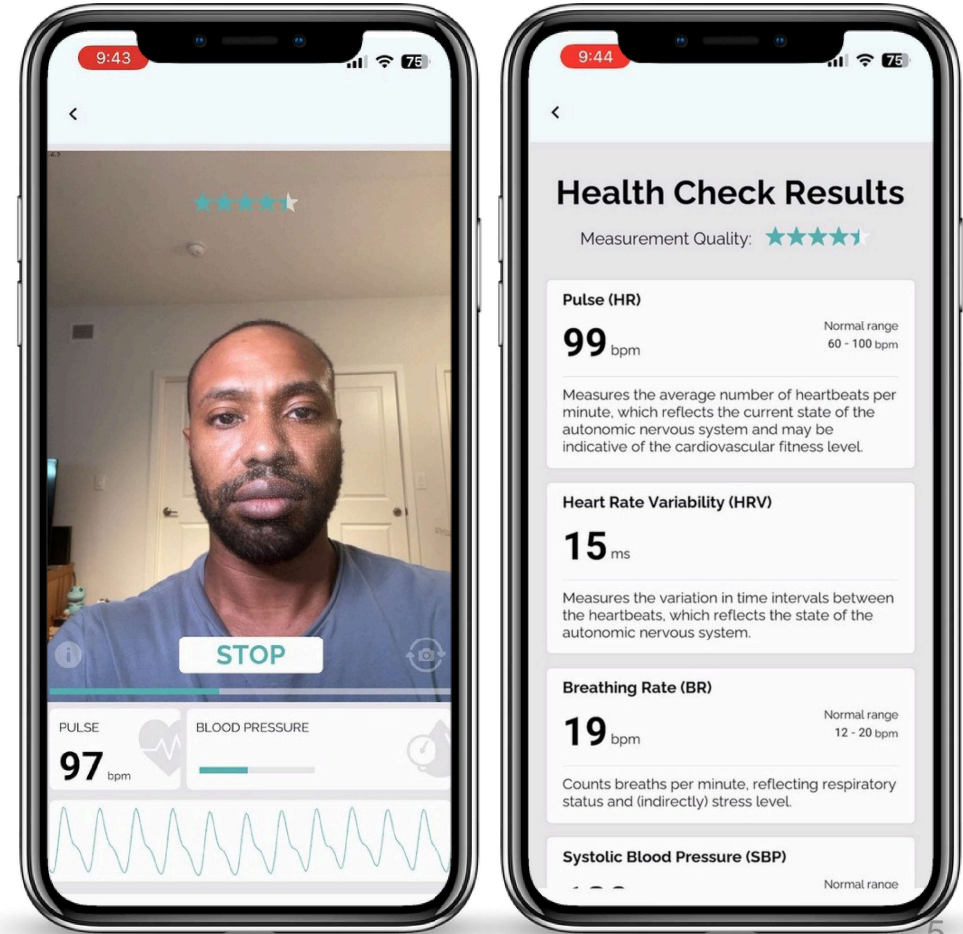 9:43
75
STOP
PULSE
97 bpm
BLOOD PRESSURE
9:44
75
Health Check Results
Measurement Quality:
Pulse (HR)
99 bpm
Normal range
60 - 100 bpm
Measures the average number of heartbeats per
minute, which reflects the current state of the
autonomic nervous system and may be
indicative of the cardiovascular fitness level.
Heart Rate Variability (HRV)
15 ms
Measures the variation in time intervals between
the heartbeats, which reflects the state of the
autonomic nervous system.
Breathing Rate (BR)
19 bpm
Normal range
12 - 20 bpm
Counts breaths per minute, reflecting respiratory
status and (indirectly) stress level.
Systolic Blood Pressure (SBP)
Normal range
5